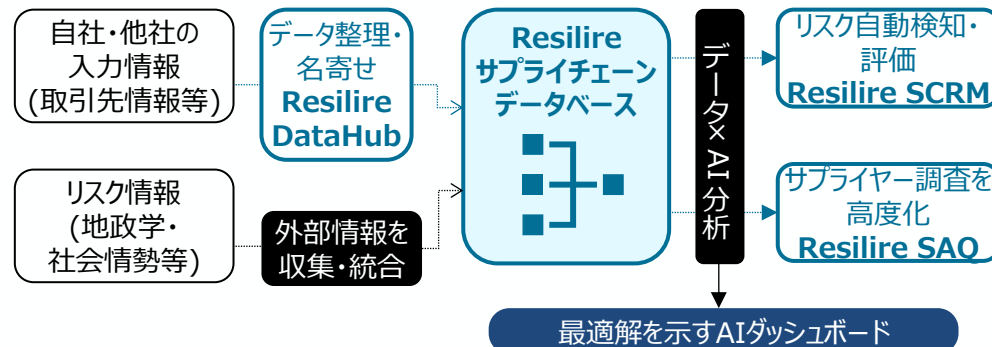 自社・他社の
入力情報
(取引先情報等)
データ整理・
名寄せ
Resilire
DataHub
リスク情報
(地政学・
社会情勢等)
外部情報を
収集・統合
Resilire
サプライチェーン
データベース
データ×AI分析
リスク自動検知・
評価
Resilire SCRM
サプライヤー調査を
高度化
Resilire SAQ
最適解を示すAIダッシュボード